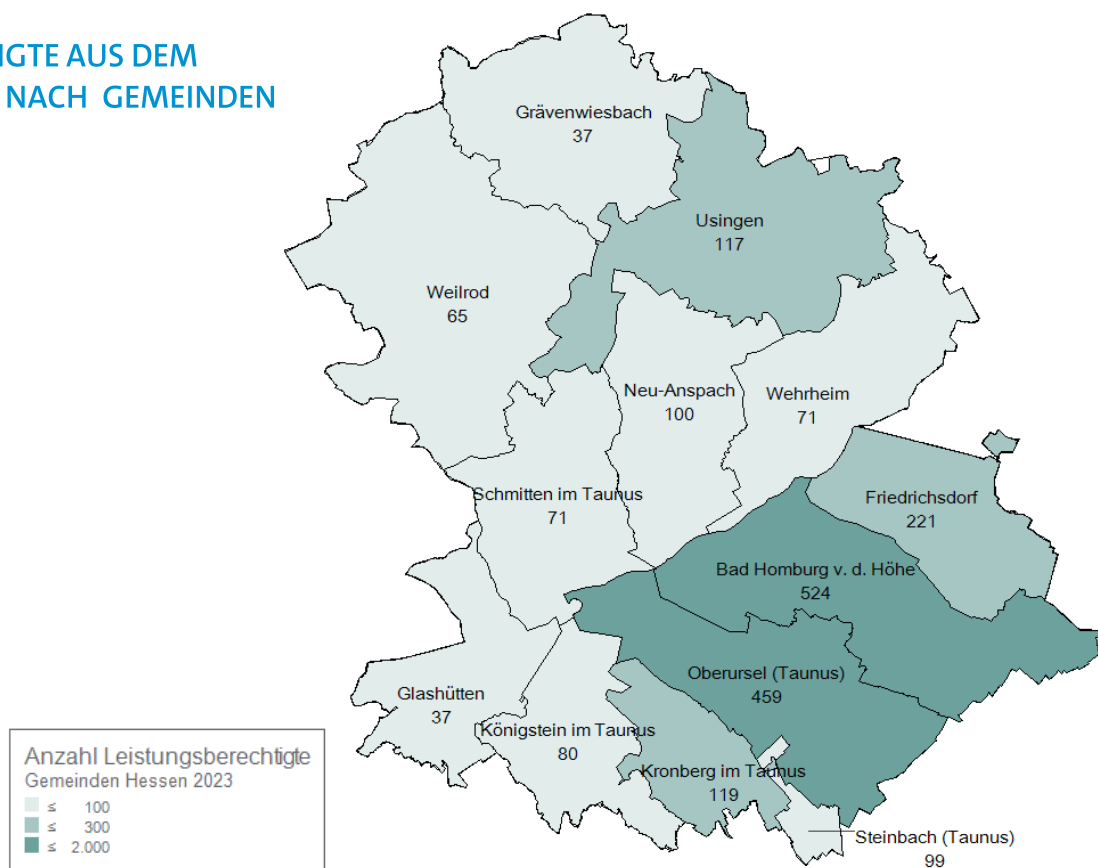 IGTE AUS DEM
NACH GEMEINDEN
Grävenwiesbach
37
Usingen
117
Weilrod
65
Neu-Anspach
100
Wehrheim
71
Schmitten im Taunus
71
Friedrichsdorf
221
Bad Homburg v. d. Höhe
524
Oberursel (Taunus)
459
Glashütten
37
Königstein im Taunus
80
Kronberg im Taunus
119
Steinbach (Taunus)
99
Anzahl Leistungsberechtigte
Gemeinden Hessen 2023
≤ 100
≤ 300
≤ 2.000